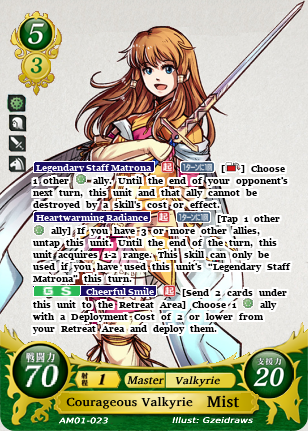 5
3
Legendary Staff Matrona 起 1ターンに1回 [ ] Choose
1 other ally. Until the end of your opponent's
next turn, this unit and that ally cannot be
destroyed by a skill's cost or effect.
Heartwarming Radiance 起 1ターンに1回 [Tap 1 other
ally] If you have 3 or more other allies,
untap this unit. Until the end of the turn, this
unit acquires 1-2 range. This skill can only be
used if you have used this unit's "Legendary Staff
Matrona" this turn.
G S Cheerful Smile 起 [Send 2 cards under
this unit to the Retreat Area] Choose 1 ally
with a Deployment Cost of 2 or lower from
your Retreat Area and deploy them.
戦闘力
70
射程 1 Master Valkyrie
支援力
20
Courageous Valkyrie Mist
AM01-023 Illust: Gzeidraws